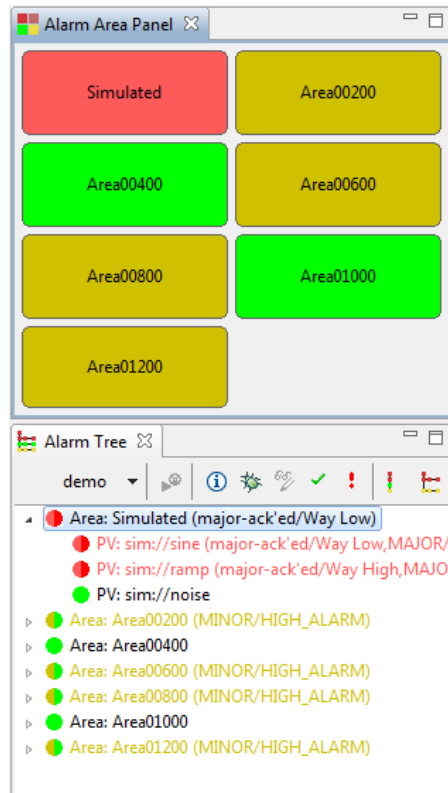 Alarm Area Panel
Simulated
Area00200
Area00400
Area00600
Area00800
Area01000
Area01200
Alarm Tree
demo
Area: Simulated (major-ack'ed/Way Low)
PV: sim://sine (major-ack'ed/Way Low,MAJOR/
PV: sim://ramp (major-ack'ed/Way High,MAJO
PV: sim://noise
Area: Area00200 (MINOR/HIGH_ALARM)
Area: Area00400
Area: Area00600 (MINOR/HIGH_ALARM)
Area: Area00800 (MINOR/HIGH_ALARM)
Area: Area01000
Area: Area01200 (MINOR/HIGH_ALARM)